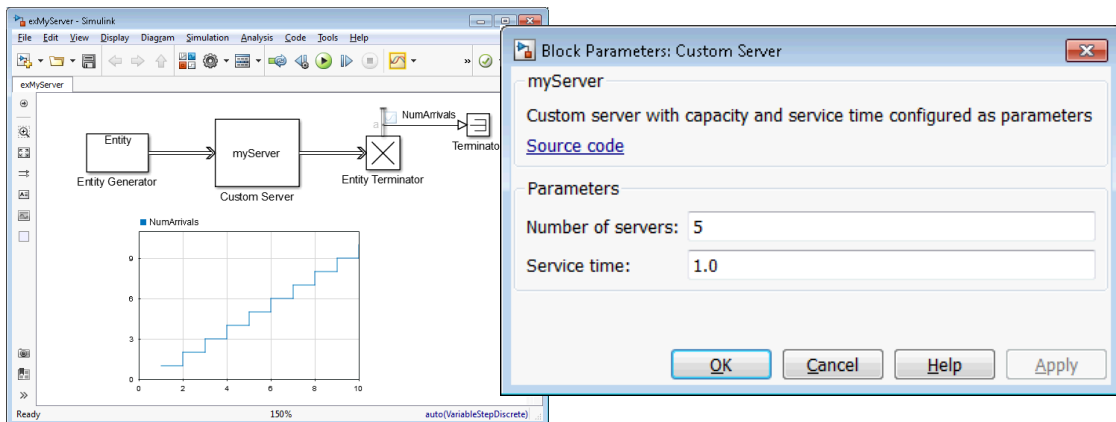 exMyServer - Simulink
File Edit View Display Diagram Simulation Analysis Code Tools Help
exMyServer
Entity
Entity Generator
myServer
Custom Server
Entity Terminator
a
NumArrivals
Terminato
NumArrivals
9
6
3
0
0 2 4 6 8 10
Ready 150% auto(VariableStepDiscrete)
Block Parameters: Custom Server
myServer
Custom server with capacity and service time configured as parameters
Source code
Parameters
Number of servers: 5
Service time: 1.0
OK Cancel Help Apply